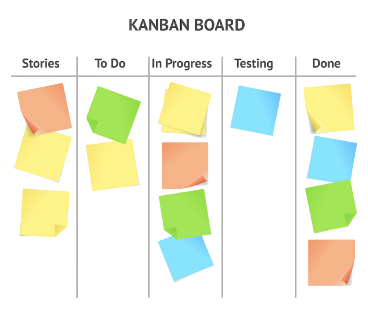 KANBAN BOARD
Stories To Do In Progress Testing Done